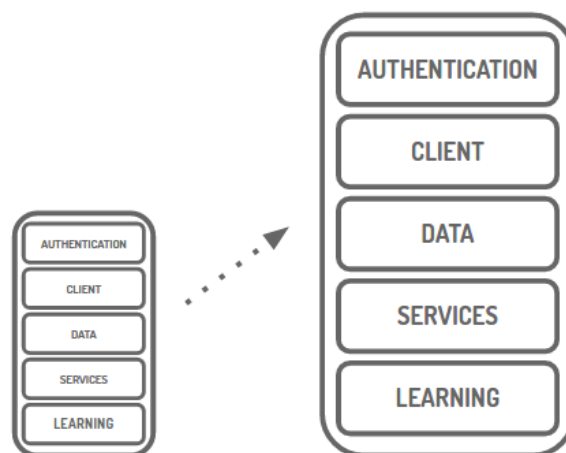 AUTHENTICATION
CLIENT
DATA
SERVICES
LEARNING
AUTHENTICATION
CLIENT
DATA
SERVICES
LEARNING